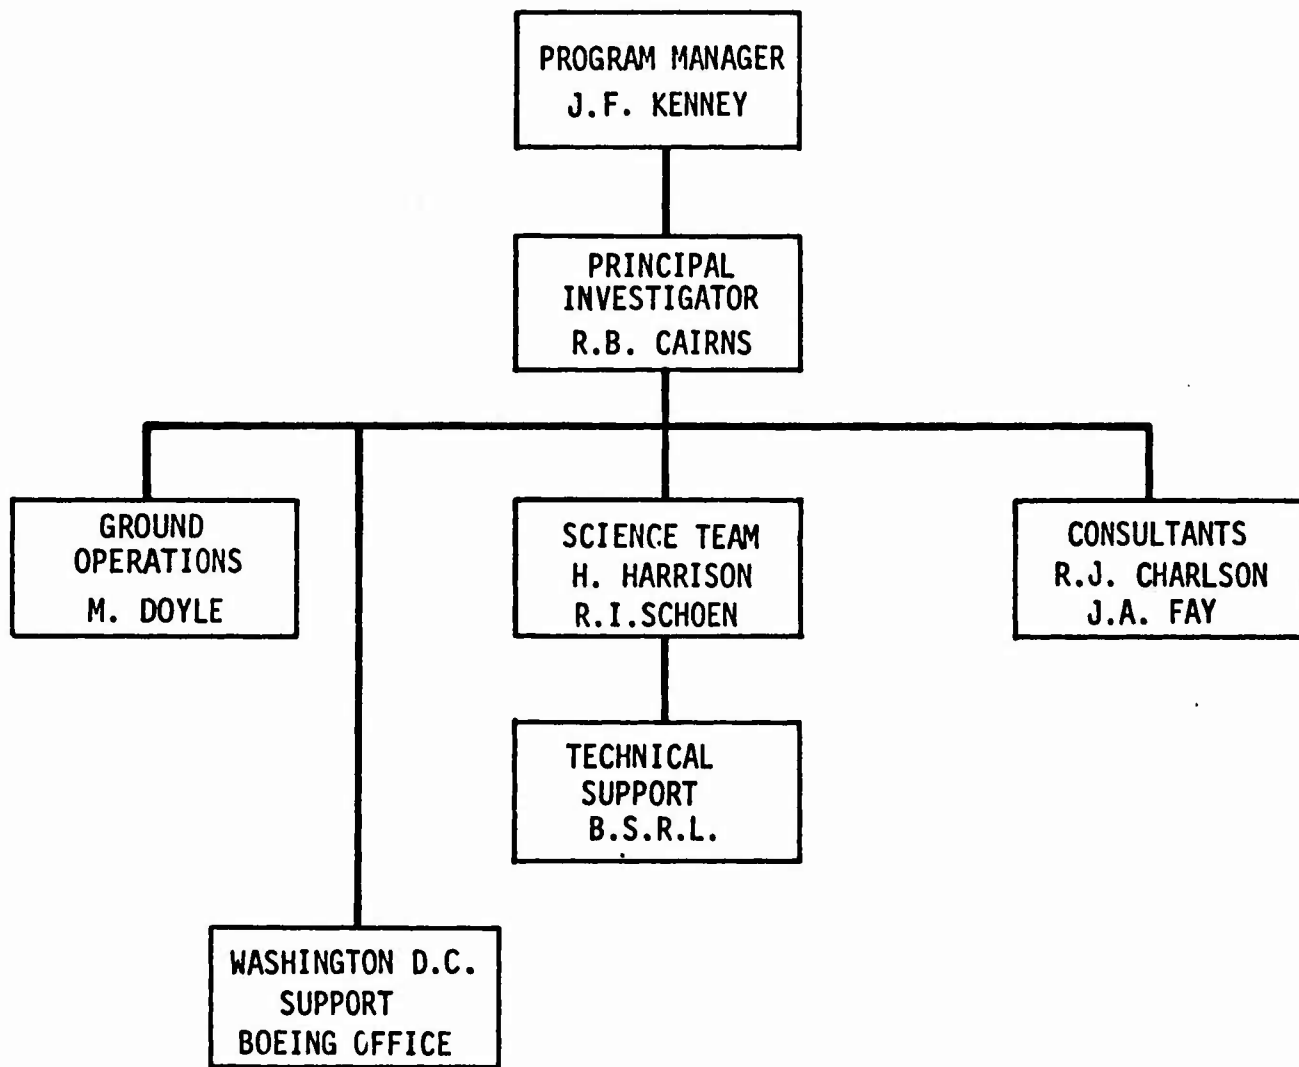 PROGRAM MANAGER
J.F. KENNEY
PRINCIPAL
INVESTIGATOR
R.B. CAIRNS
GROUND
OPERATIONS
M. DOYLE
SCIENCE TEAM
H. HARRISON
R.I.SCHOEN
CONSULTANTS
R.J. CHARLSON
J.A. FAY
TECHNICAL
SUPPORT
B.S.R.L.
WASHINGTON D.C.
SUPPORT
BOEING OFFICE